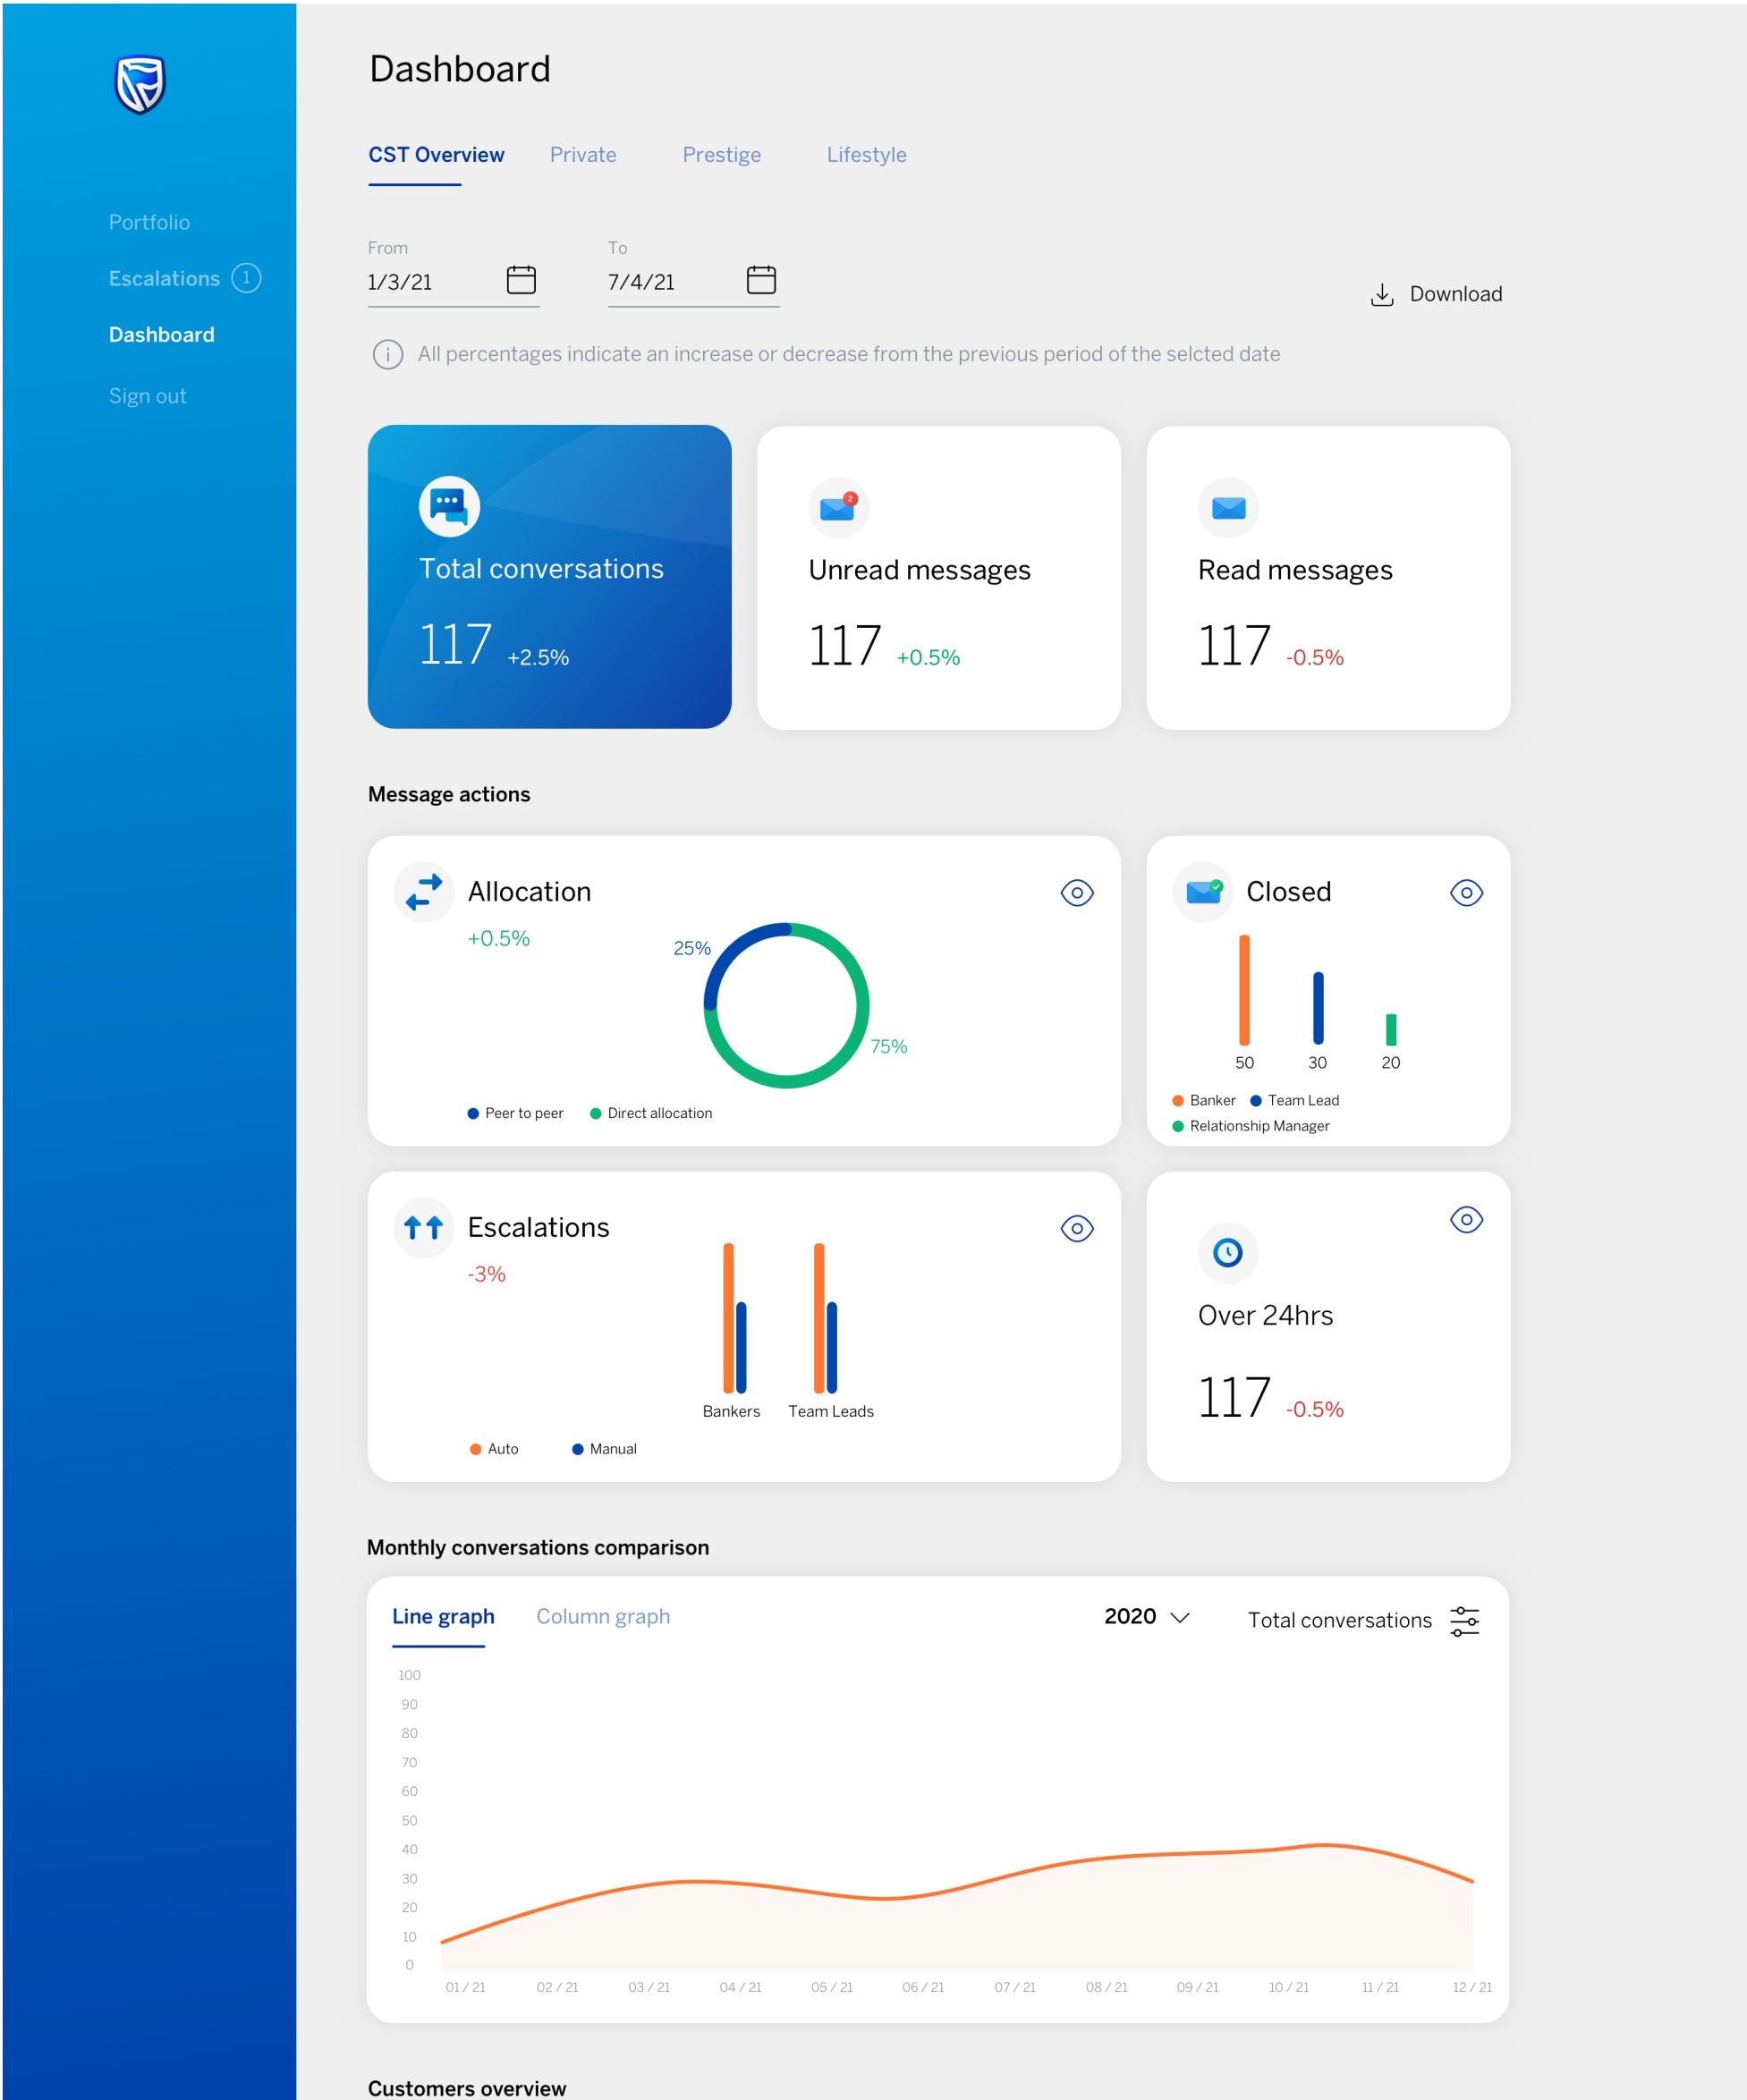 Dashboard
CST Overview Private Prestige Lifestyle
Portfolio
Escalations 1
Dashboard
Sign out
From To
1/3/21 7/4/21
Download
All percentages indicate an increase or decrease from the previous period of the selcted date
2
Total conversations Unread messages Read messages
117 +2.5% 117 +0.5% 117 -0.5%
Message actions
Allocation
+0.5%
25%
75%
Peer to peer Direct allocation
Closed
50 30 20
Banker Team Lead
Relationship Manager
Escalations
-3%
Bankers Team Leads
Auto Manual
Over 24hrs
117 -0.5%
Monthly conversations comparison
Line graph Column graph 2020 Total conversations
100
90
80
70
60
50
40
30
20
10
0
01 / 21 02 / 21 03 / 21 04 / 21 05 / 21 06 / 21 07 / 21 08 / 21 09 / 21 10 / 21 11 / 21 12 / 21
Customers overview